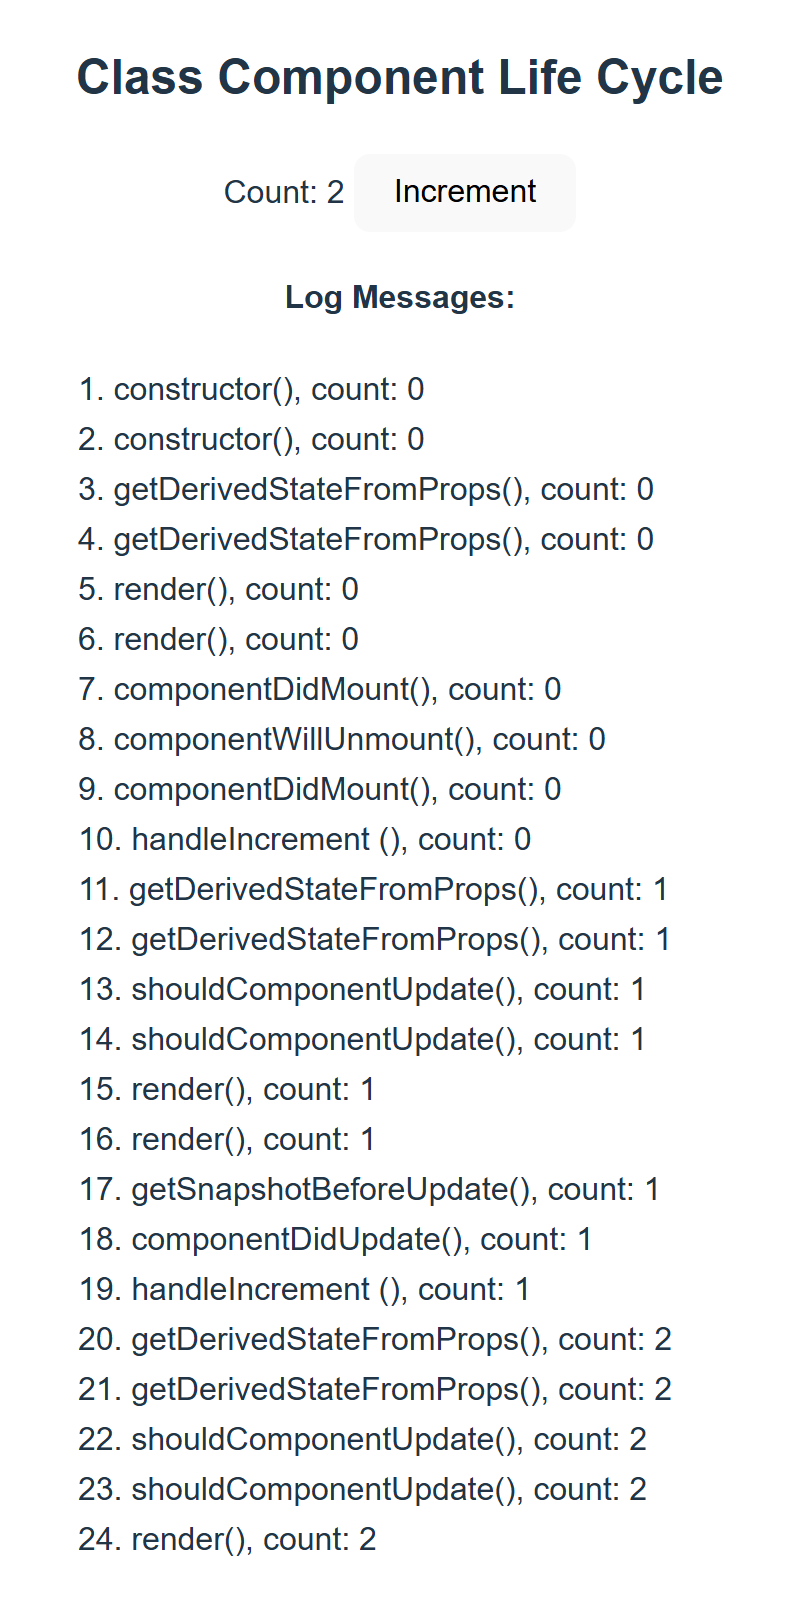 Class Component Life Cycle
Count: 2 Increment
Log Messages:
1. constructor(), count: 0
2. constructor(), count: 0
3. getDerivedStateFromProps(), count: 0
4. getDerivedStateFromProps(), count: 0
5. render(), count: 0
6. render(), count: 0
7. componentDidMount(), count: 0
8. componentWillUnmount(), count: 0
9. componentDidMount(), count: 0
10. handleIncrement (), count: 0
11. getDerivedStateFromProps(), count: 1
12. getDerivedStateFromProps(), count: 1
13. shouldComponentUpdate(), count: 1
14. shouldComponentUpdate(), count: 1
15. render(), count: 1
16. render(), count: 1
17. getSnapshotBeforeUpdate(), count: 1
18. componentDidUpdate(), count: 1
19. handleIncrement (), count: 1
20. getDerivedStateFromProps(), count: 2
21. getDerivedStateFromProps(), count: 2
22. shouldComponentUpdate(), count: 2
23. shouldComponentUpdate(), count: 2
24. render(), count: 2